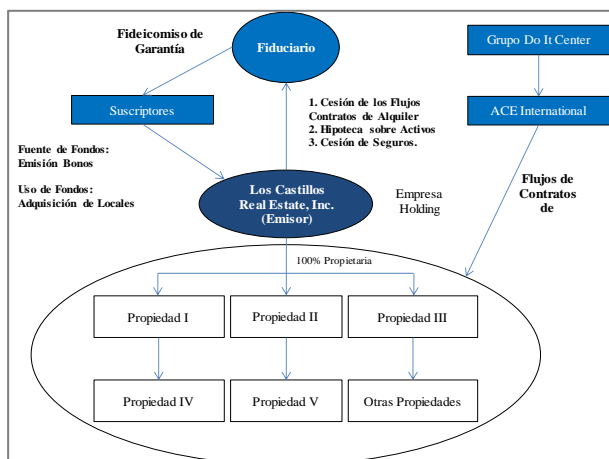 Fideicomiso de
Garantía
Fiduciario
Grupo Do It Center
Suscriptores
1. Cesión de los Flujos
Contratos de Alquiler
2. Hipoteca sobre Activos
3. Cesión de Seguros.
ACE International
Fuente de Fondos:
Emisión Bonos
Uso de Fondos:
Adquisición de Locales
Los Castillos
Real Estate, Inc.
(Emisor)
Empresa
Holding
Flujos de
Contratos
de
100% Propietaria
Propiedad I
Propiedad II
Propiedad III
Propiedad IV
Propiedad V
Otras Propiedades